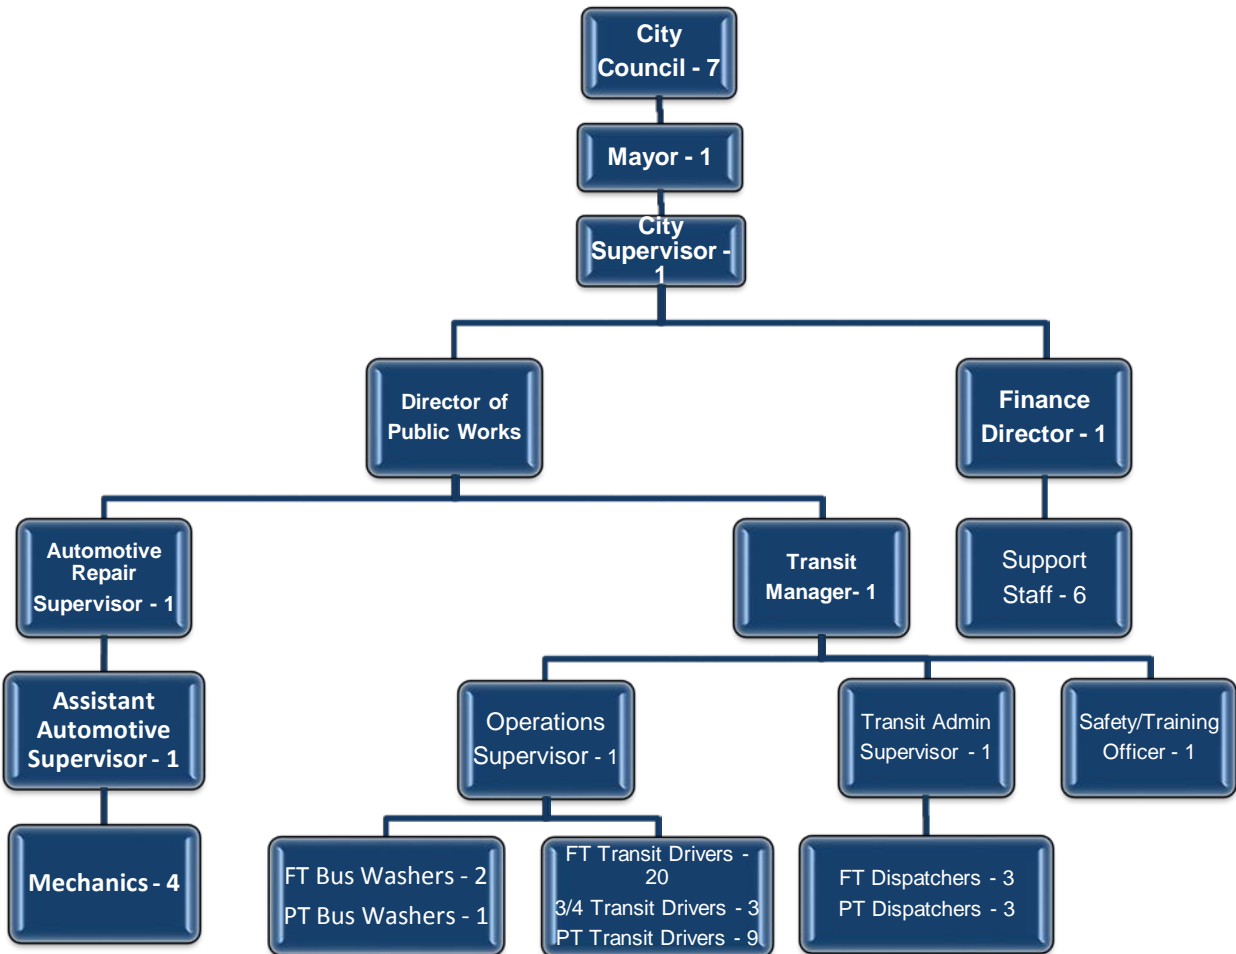 City
Council - 7
Mayor - 1
City
Supervisor -
1
Director of
Public Works
Finance
Director - 1
Automotive
Repair
Supervisor - 1
Transit
Manager- 1
Support
Staff - 6
Assistant
Automotive
Supervisor - 1
Operations
Supervisor - 1
Transit Admin
Supervisor - 1
Safety/Training
Officer - 1
Mechanics - 4
FT Bus Washers - 2
PT Bus Washers - 1
FT Transit Drivers -
20
3/4 Transit Drivers - 3
PT Transit Drivers - 9
FT Dispatchers - 3
PT Dispatchers - 3